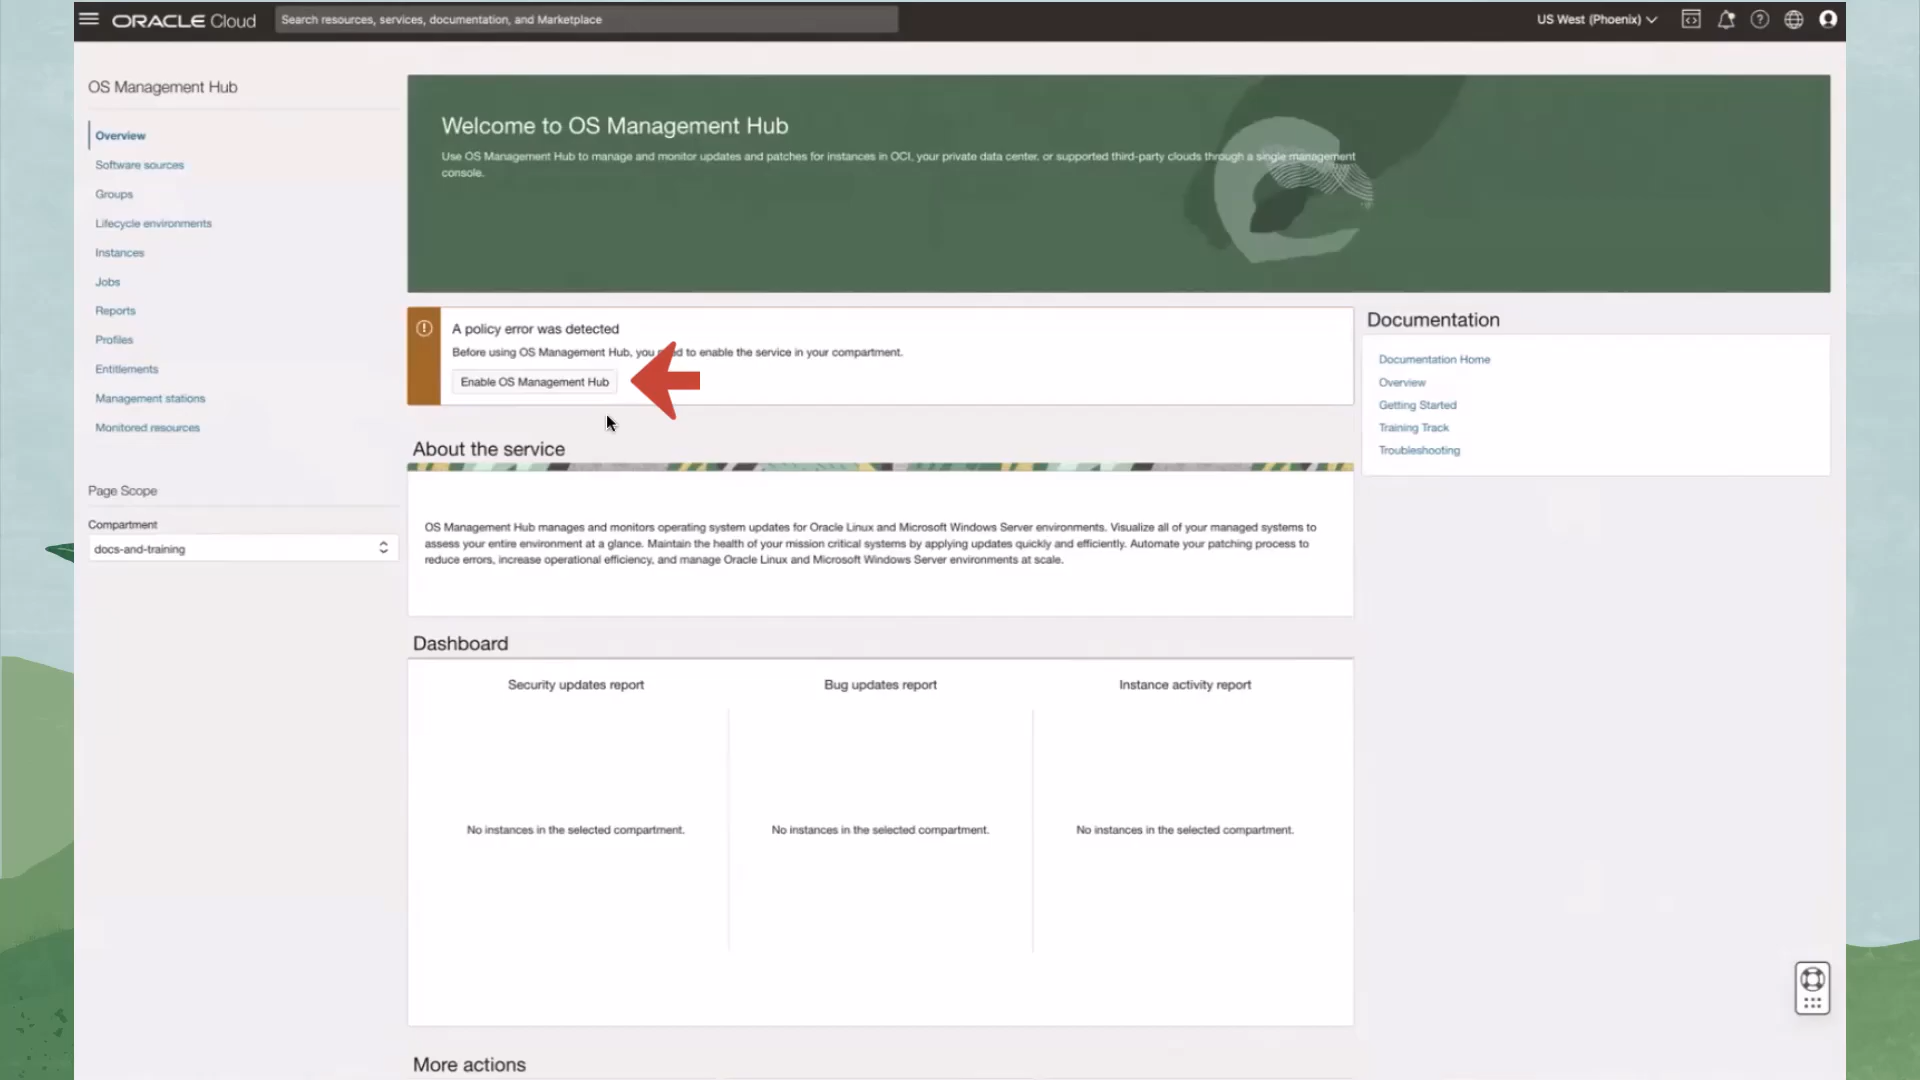 ORACLE Cloud
Search resources, services, documentation, and Marketplace
US West (Phoenix)
OS Management Hub
Overview
Software sources
Groups
Lifecycle environments
Instances
Jobs
Reports
Profiles
Entitlements
Management stations
Monitored resources
Page Scope
Compartment
docs-and-training
Welcome to OS Management Hub
Use OS Management Hub to manage and monitor updates and patches for instances in OCI, your private data center, or supported third-party clouds through a single management
console.
A policy error was detected
Before using OS Management Hub, you need to enable the service in your compartment.
Enable OS Management Hub
About the service
OS Management Hub manages and monitors operating system updates for Oracle Linux and Microsoft Windows Server environments. Visualize all of your managed systems to
assess your entire environment at a glance. Maintain the health of your mission critical systems by applying updates quickly and efficiently. Automate your patching process to
reduce errors, increase operational efficiency, and manage Oracle Linux and Microsoft Windows Server environments at scale.
Dashboard
Security updates report
No instances in the selected compartment.
Bug updates report
No instances in the selected compartment.
Instance activity report
No instances in the selected compartment.
More actions
Documentation
Documentation Home
Overview
Getting Started
Training Track
Troubleshooting